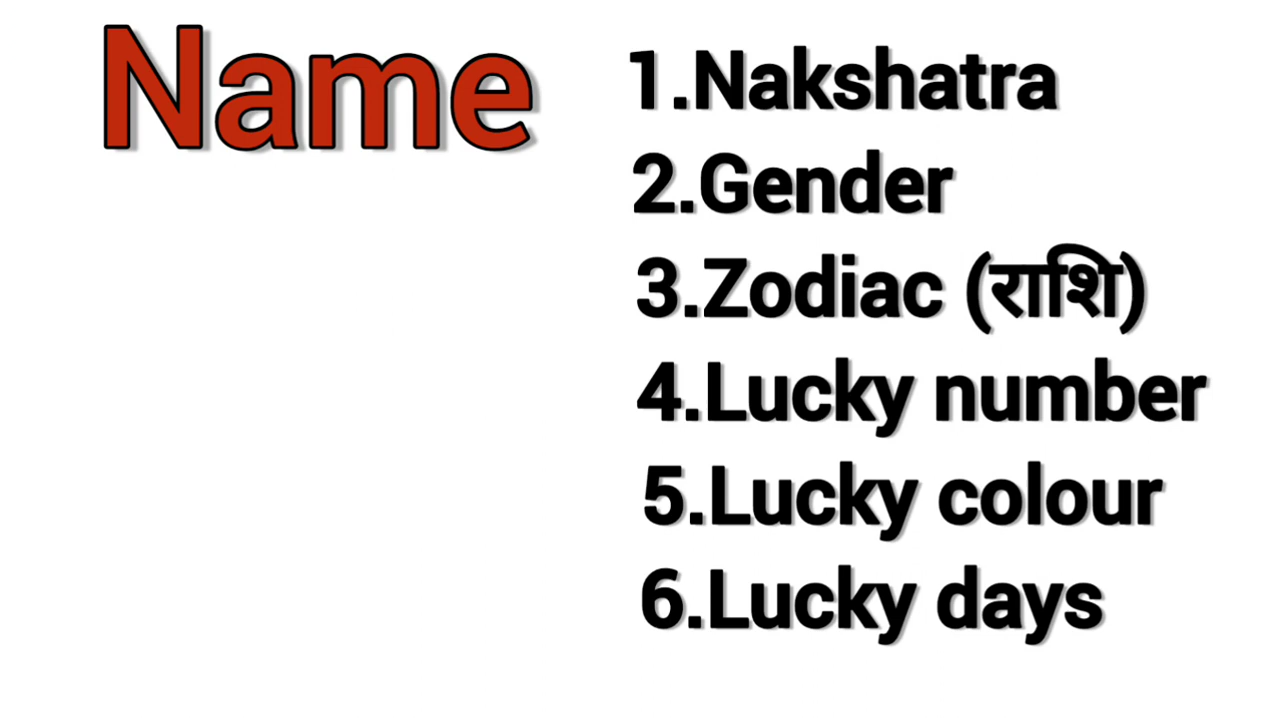 Name
1.Nakshatra
2.Gender
3.Zodiac (राशि)
4.Lucky number
5.Lucky colour
6.Lucky days